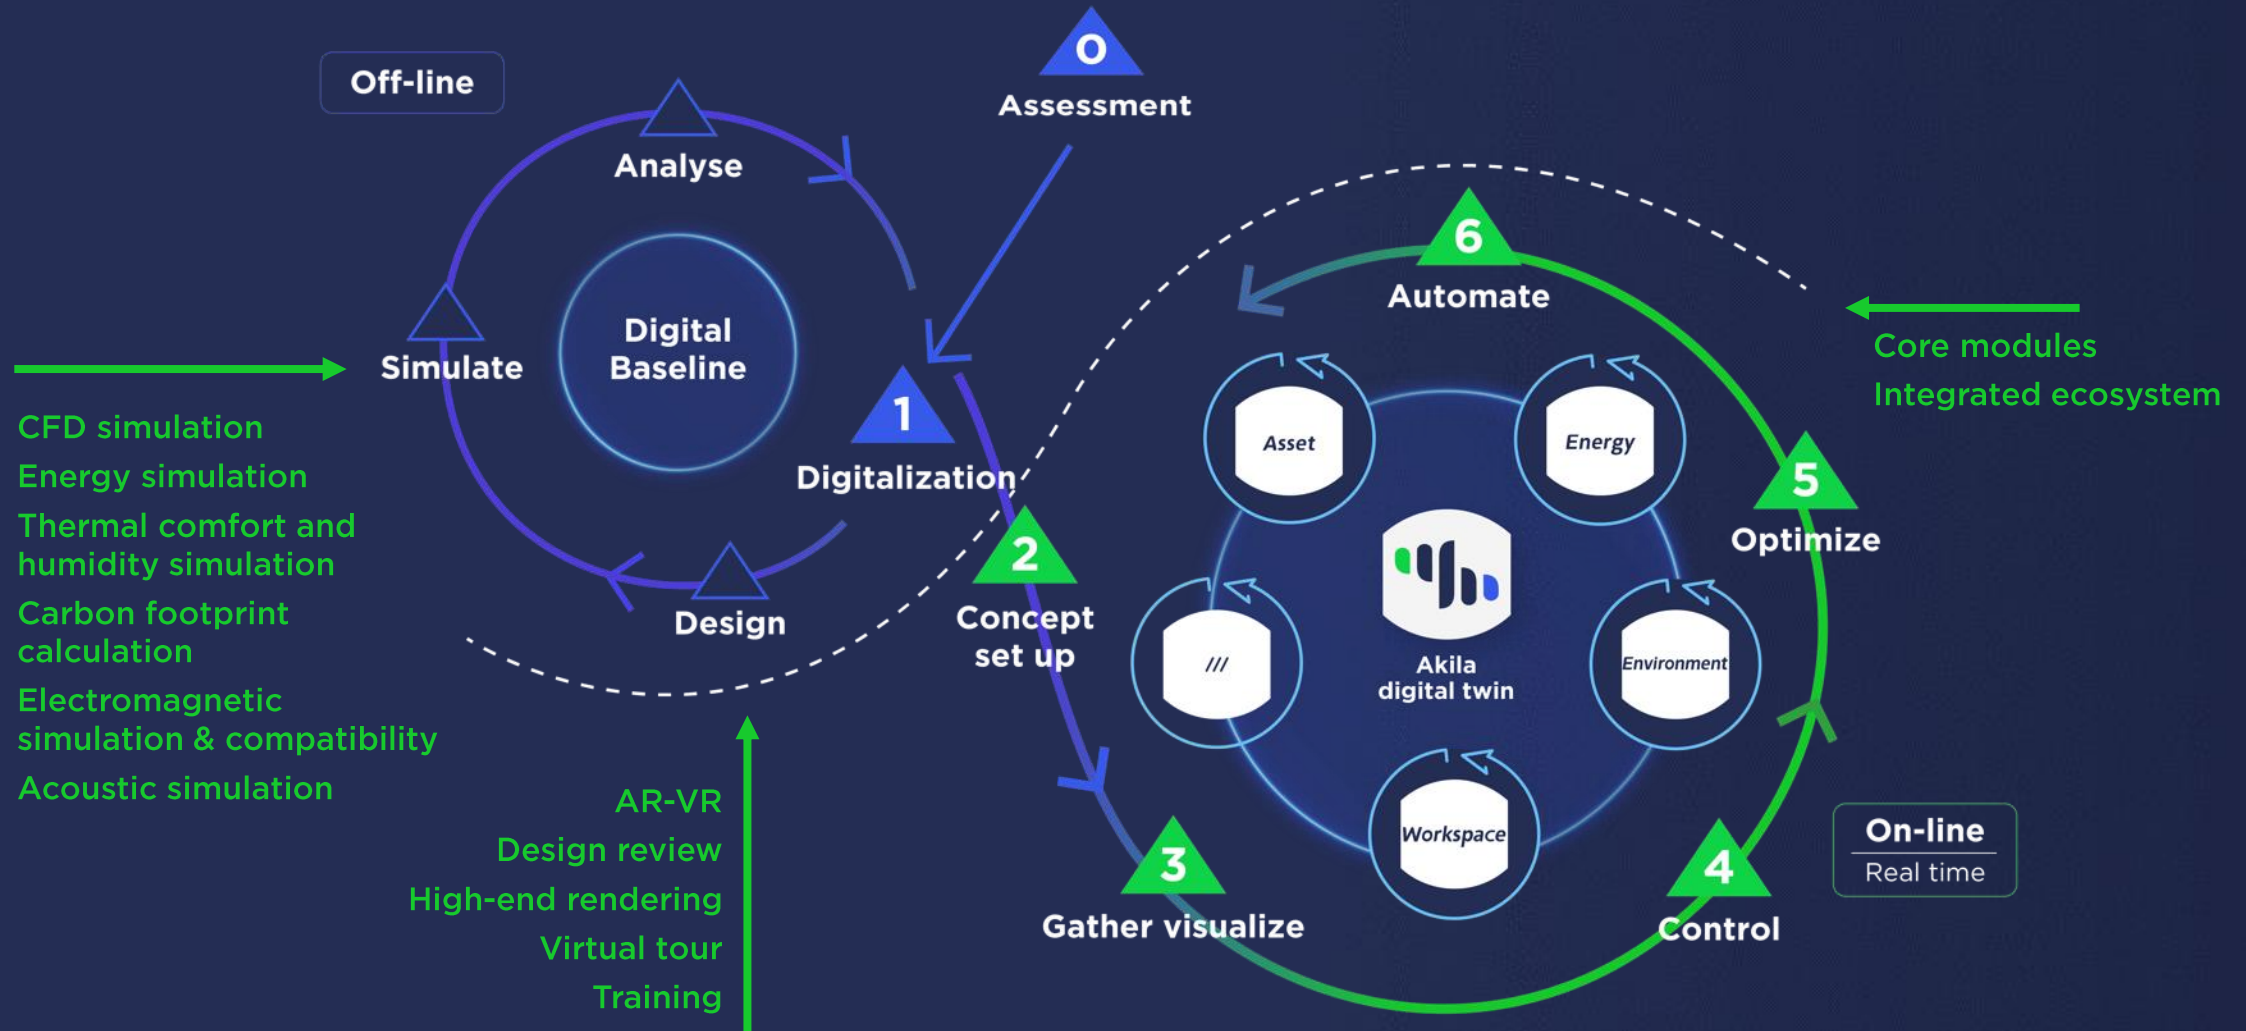 Off-line
0
Assessment
Analyse
Digital
Baseline
Simulate
1
Digitalization
Design
CFD simulation
Energy simulation
Thermal comfort and
humidity simulation
Carbon footprint
calculation
Electromagnetic
simulation & compatibility
Acoustic simulation
AR-VR
Design review
High-end rendering
Virtual tour
Training
2
Concept
set up
3
Gather visualize
4
Control
5
Optimize
6
Automate
Asset
Energy
Environment
Workspace
///
Akila
digital twin
Core modules
Integrated ecosystem
On-line
Real time